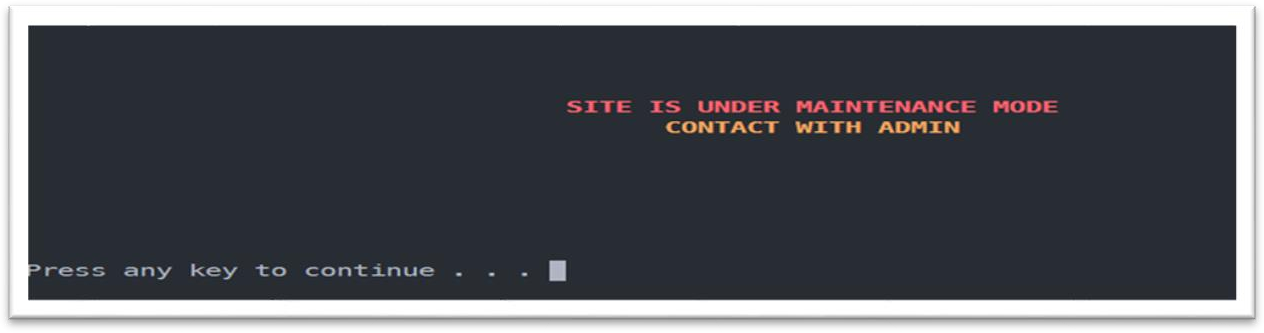 SITE IS UNDER MAINTENANCE MODE
CONTACT WITH ADMIN
Press any key to continue . . .